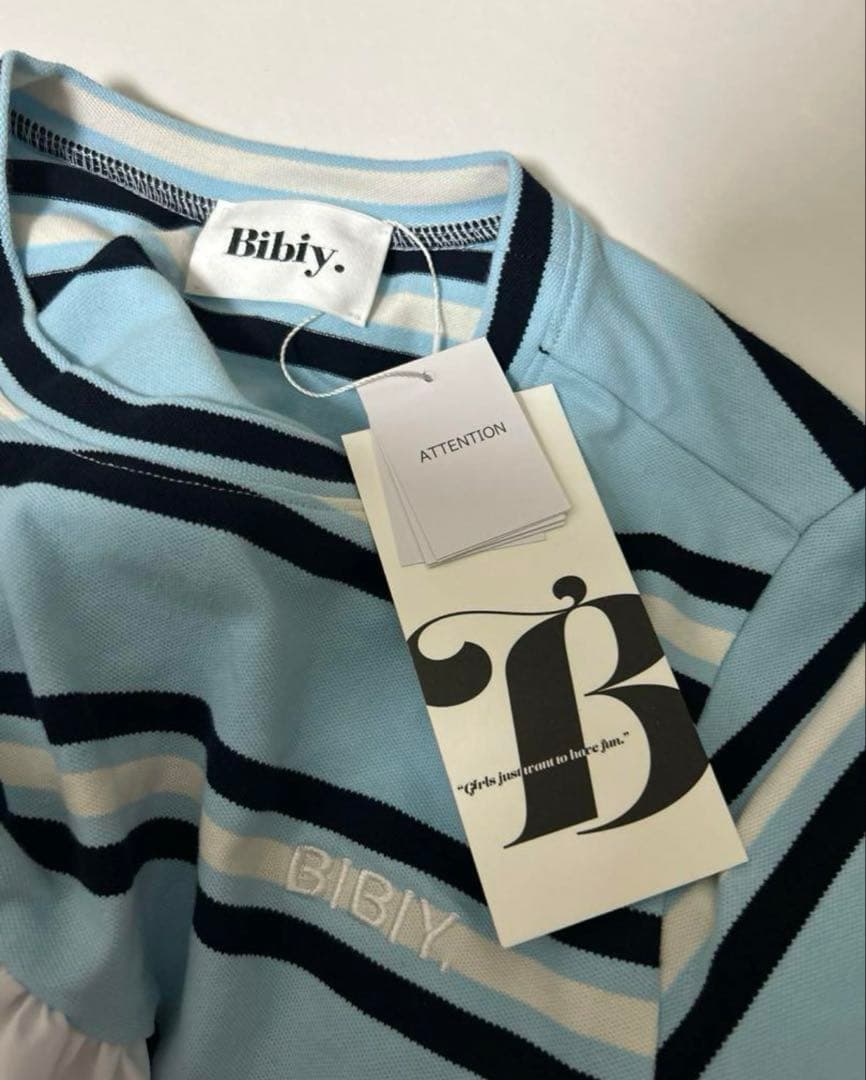 Bibiy.
ATTENTION
B
“Girls just want to have fun.”
BIBIY.